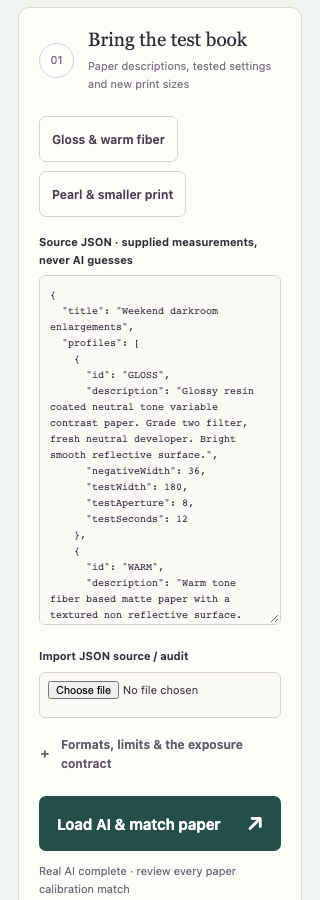 01
Bring the test book
Paper descriptions, tested settings
and new print sizes
Gloss & warm fiber
Pearl & smaller print
Source JSON · supplied measurements,
never AI guesses
{
"title": "Weekend darkroom
enlargements",
"profiles": [
{
"id": "GLOSS",
"description": "Glossy resin
coated neutral tone variable
contrast paper. Grade two filter,
fresh neutral developer. Bright
smooth reflective surface.",
"negativeWidth": 36,
"testWidth": 180,
"testAperture": 8,
"testSeconds": 12
},
{
"id": "WARM",
"description": "Warm tone
fiber based matte paper with a
textured non reflective surface.
Import JSON source / audit
Choose file No file chosen
+ Formats, limits & the exposure
contract
Load AI & match paper
Real AI complete · review every paper
calibration match